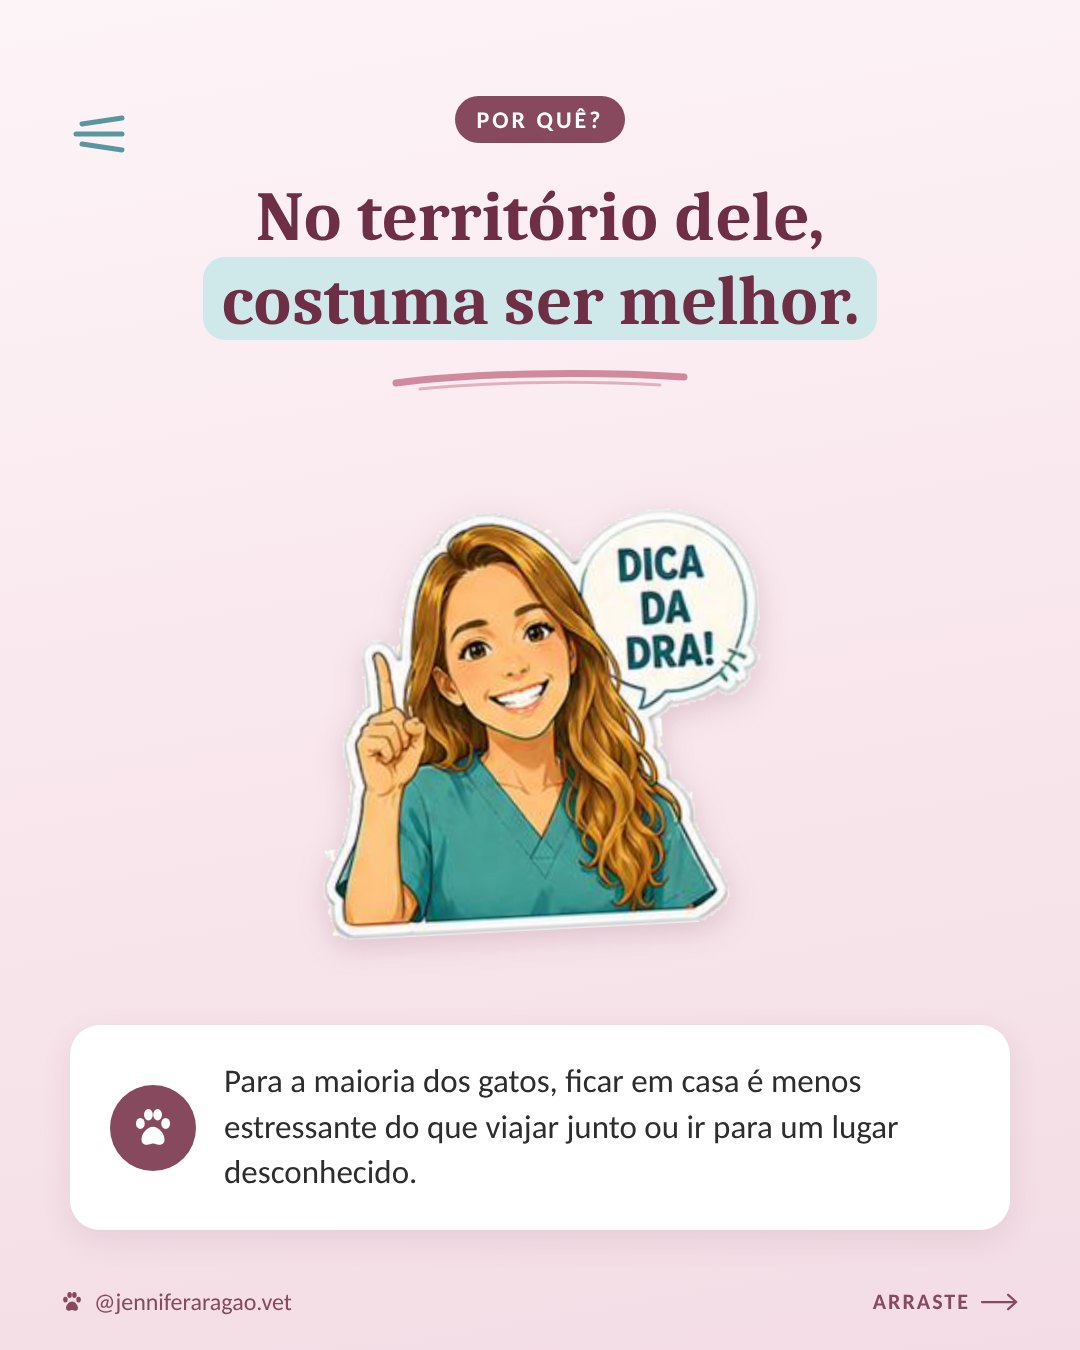 POR QUÊ?
No território dele,
costuma ser melhor.
DICA
DA
DRA!
Para a maioria dos gatos, ficar em casa é menos
estressante do que viajar junto ou ir para um lugar
desconhecido.
@jenniferaragao.vet
ARRASTE